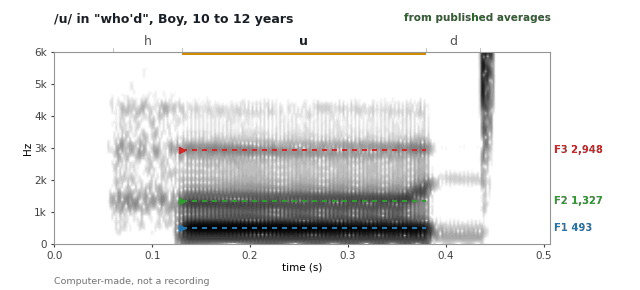 /u/ in "who'd", Boy, 10 to 12 years
from published averages
h u d
6k
5k
4k
3k
2k
1k
0
Hz
F3 2,948
F2 1,327
F1 493
0.0 0.1 0.2 0.3 0.4 0.5
time (s)
Computer-made, not a recording